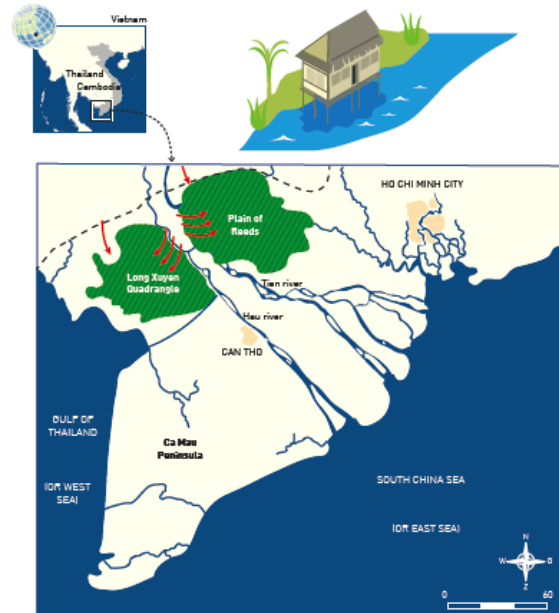 Vietnam
Thailand
Cambodia
HO CHI MINH CITY
Plain of
Reeds
Long Xuyen
Quadrangle
Tien river
Hau river
CAN THO
GULF OF
THAILAND
(OR WEST
SEA)
Ca Mau
Peninsula
SOUTH CHINA SEA
(OR EAST SEA)
N
W
O
Z
0
60